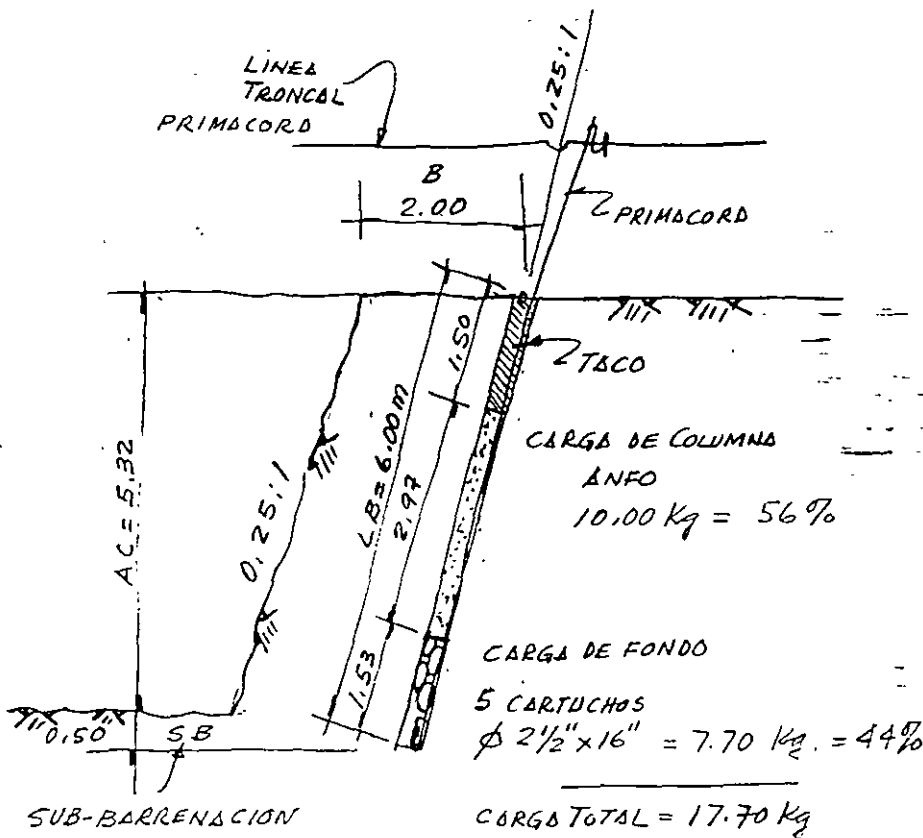 LINEA
TRONCAL
PRIMACORD
0.25:1
B
2.00
PRIMACORD
1.50
TACO
LB = 6.00 m
2.97
CARGA DE COLUMNA
ANFO
10.00 Kg = 56 %
AC = 5.32
0.25:1
1.53
CARGA DE FONDO
5 CARTUCHOS
φ 2 1/2" x 16" = 7.70 Kg. = 44%
0.50
SB
SUB-BARRENACION
CARGA TOTAL = 17.70 Kg